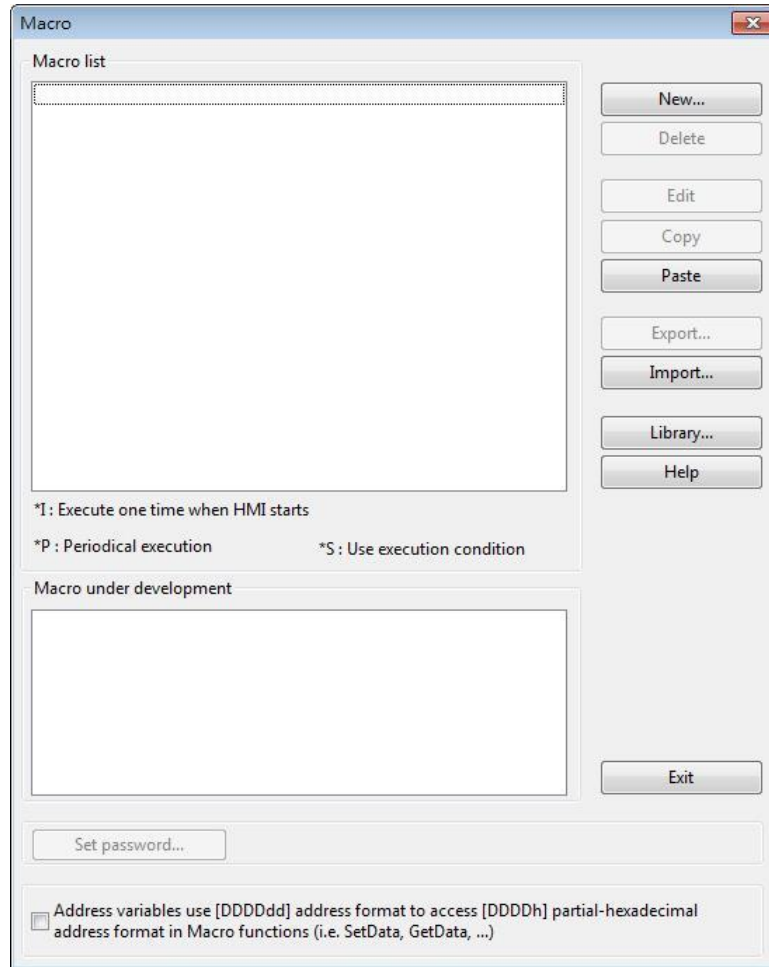 Macro
Macro list
New...
Delete
Edit
Copy
Paste
Export...
Import...
Library...
Help
*I : Execute one time when HMI starts
*P : Periodical execution
*S : Use execution condition
Macro under development
Exit
Set password...
Address variables use [DDDDdd] address format to access [DDDDh] partial-hexadecimal
address format in Macro functions (i.e. SetData, GetData, ...)